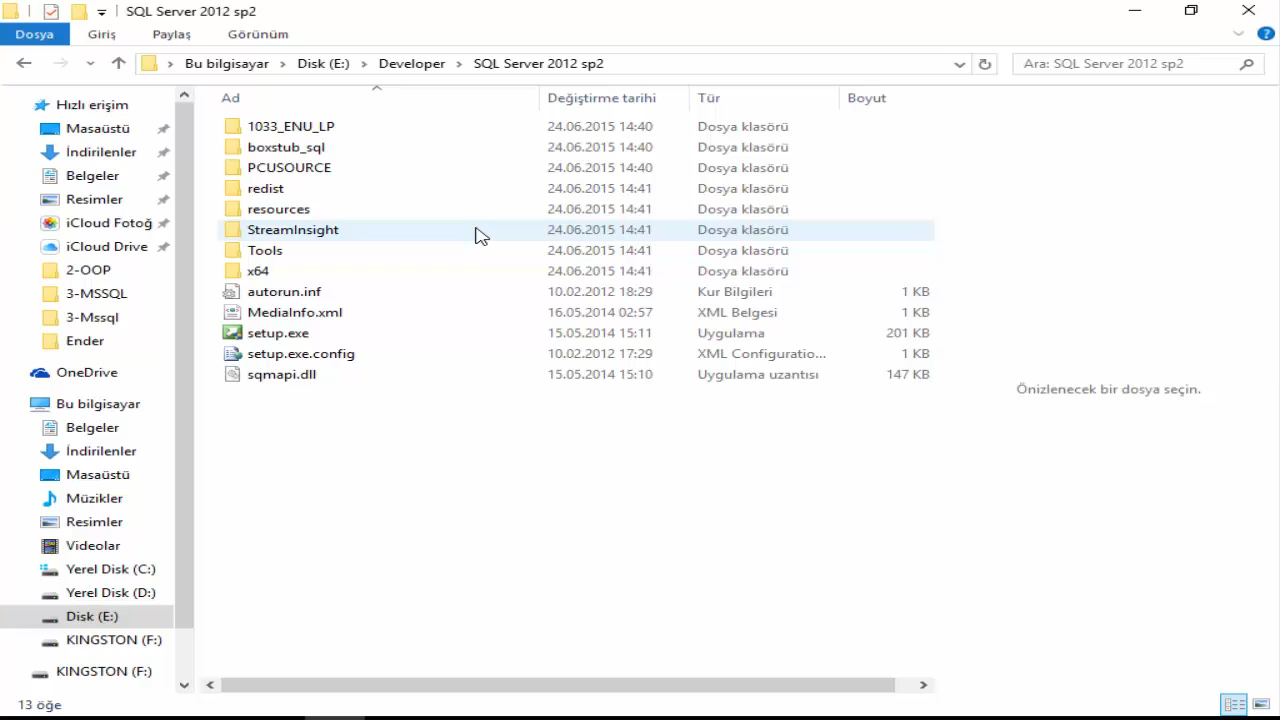 SQL Server 2012 sp2
Dosya Giriş Paylaş Görünüm
Bu bilgisayar Disk (E:) Developer SQL Server 2012 sp2
Ara: SQL Server 2012 sp2
Hızlı erişim
Masaüstü
İndirilenler
Belgeler
Resimler
iCloud Fotoğ
iCloud Drive
2-OOP
3-MSSQL
3-Mssql
Ender
OneDrive
Bu bilgisayar
Belgeler
İndirilenler
Masaüstü
Müzikler
Resimler
Videolar
Yerel Disk (C:)
Yerel Disk (D:)
Disk (E:)
KINGSTON (F:)
KINGSTON (F:)
Ad Değiştirme tarihi Tür Boyut
1033_ENU_LP 24.06.2015 14:40 Dosya klasörü
boxstub_sql 24.06.2015 14:40 Dosya klasörü
PCUSOURCE 24.06.2015 14:40 Dosya klasörü
redist 24.06.2015 14:41 Dosya klasörü
resources 24.06.2015 14:41 Dosya klasörü
StreamInsight 24.06.2015 14:41 Dosya klasörü
Tools 24.06.2015 14:41 Dosya klasörü
x64 24.06.2015 14:41 Dosya klasörü
autorun.inf 10.02.2012 18:29 Kur Bilgileri 1 KB
MediaInfo.xml 16.05.2014 02:57 XML Belgesi 1 KB
setup.exe 15.05.2014 15:11 Uygulama 201 KB
setup.exe.config 10.02.2012 17:29 XML Configuratio... 1 KB
sqmapi.dll 15.05.2014 15:10 Uygulama uzantısı 147 KB
Önizlenecek bir dosya seçin.
13 öğe